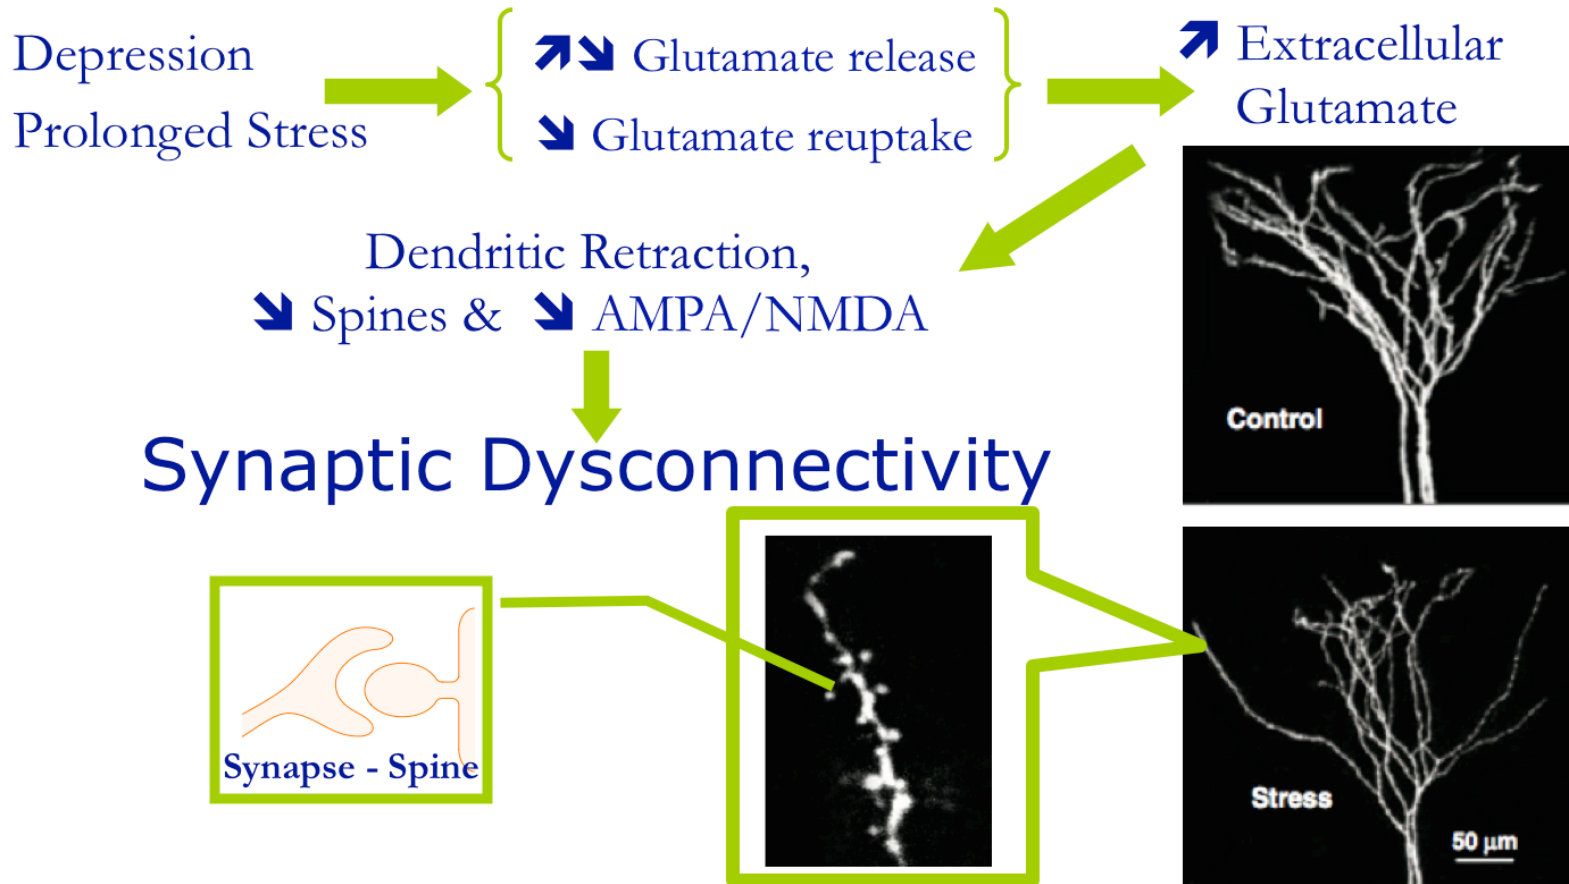 Depression
Prolonged Stress
↗↘ Glutamate release
↘ Glutamate reuptake
↗ Extracellular
Glutamate
Dendritic Retraction,
↘ Spines & ↘ AMPA/NMDA
Synaptic Dysconnectivity
Control
Synapse - Spine
Stress
50 µm